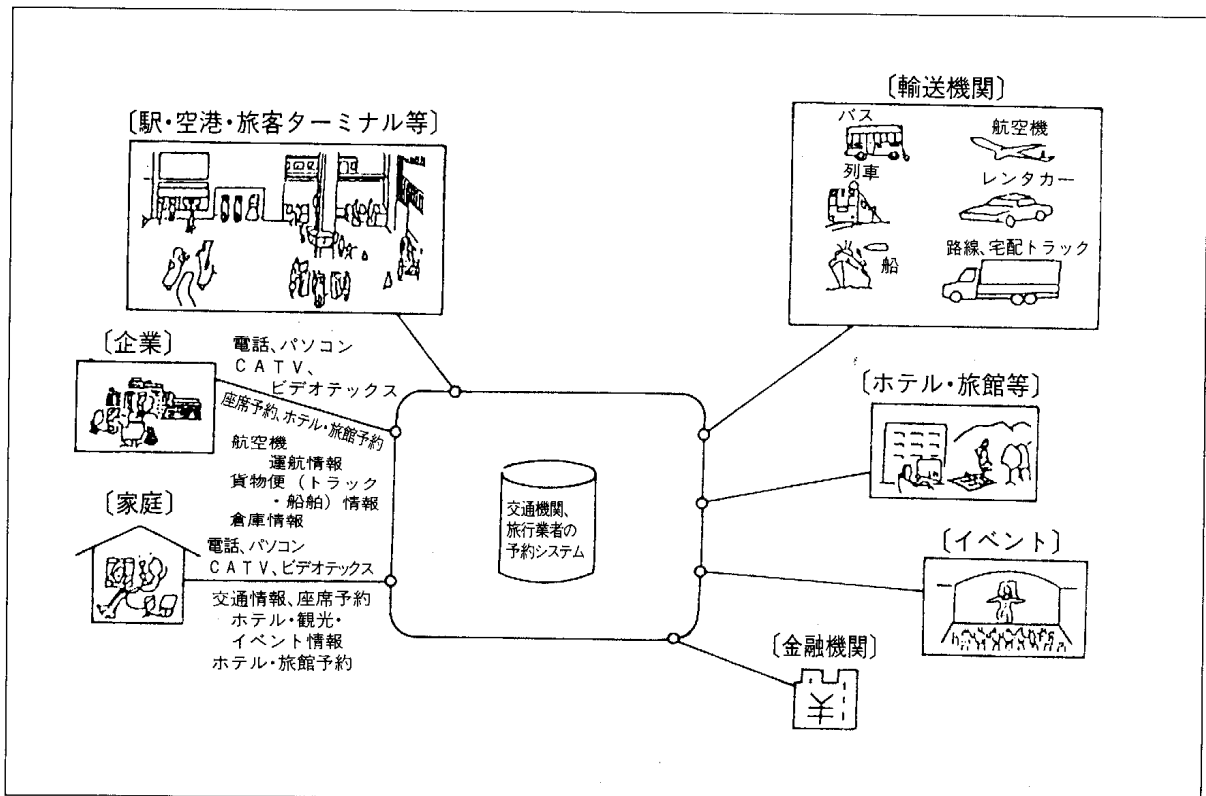 〔駅・空港・旅客ターミナル等〕
〔輸送機関〕
バス
航空機
列車
レンタカー
船
路線、宅配トラック
〔企業〕
電話、パソコン
CATV、
ビデオテックス
座席予約、ホテル・旅館予約
航空機
運航情報
貨物便(トラック
・船舶)情報
倉庫情報
〔ホテル・旅館等〕
交通機関、
旅行業者の
予約システム
〔家庭〕
電話、パソコン
CATV、ビデオテックス
交通情報、座席予約
ホテル・観光・
イベント情報
ホテル・旅館予約
〔イベント〕
〔金融機関〕
¥